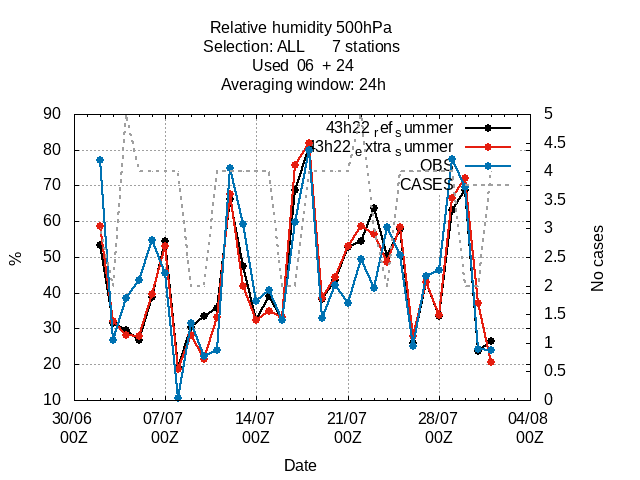 Relative humidity 500hPa
Selection: ALL 7 stations
Used 06 + 24
Averaging window: 24h
43h22_ref_summer
43h22_extra_summer
OBS
CASES
90
80
70
60
50
40
30
20
10
%
5
4.5
4
3.5
3
2.5
2
1.5
1
0.5
0
No cases
30/06 07/07 14/07 21/07 28/07 04/08
00Z 00Z 00Z 00Z 00Z 00Z
Date